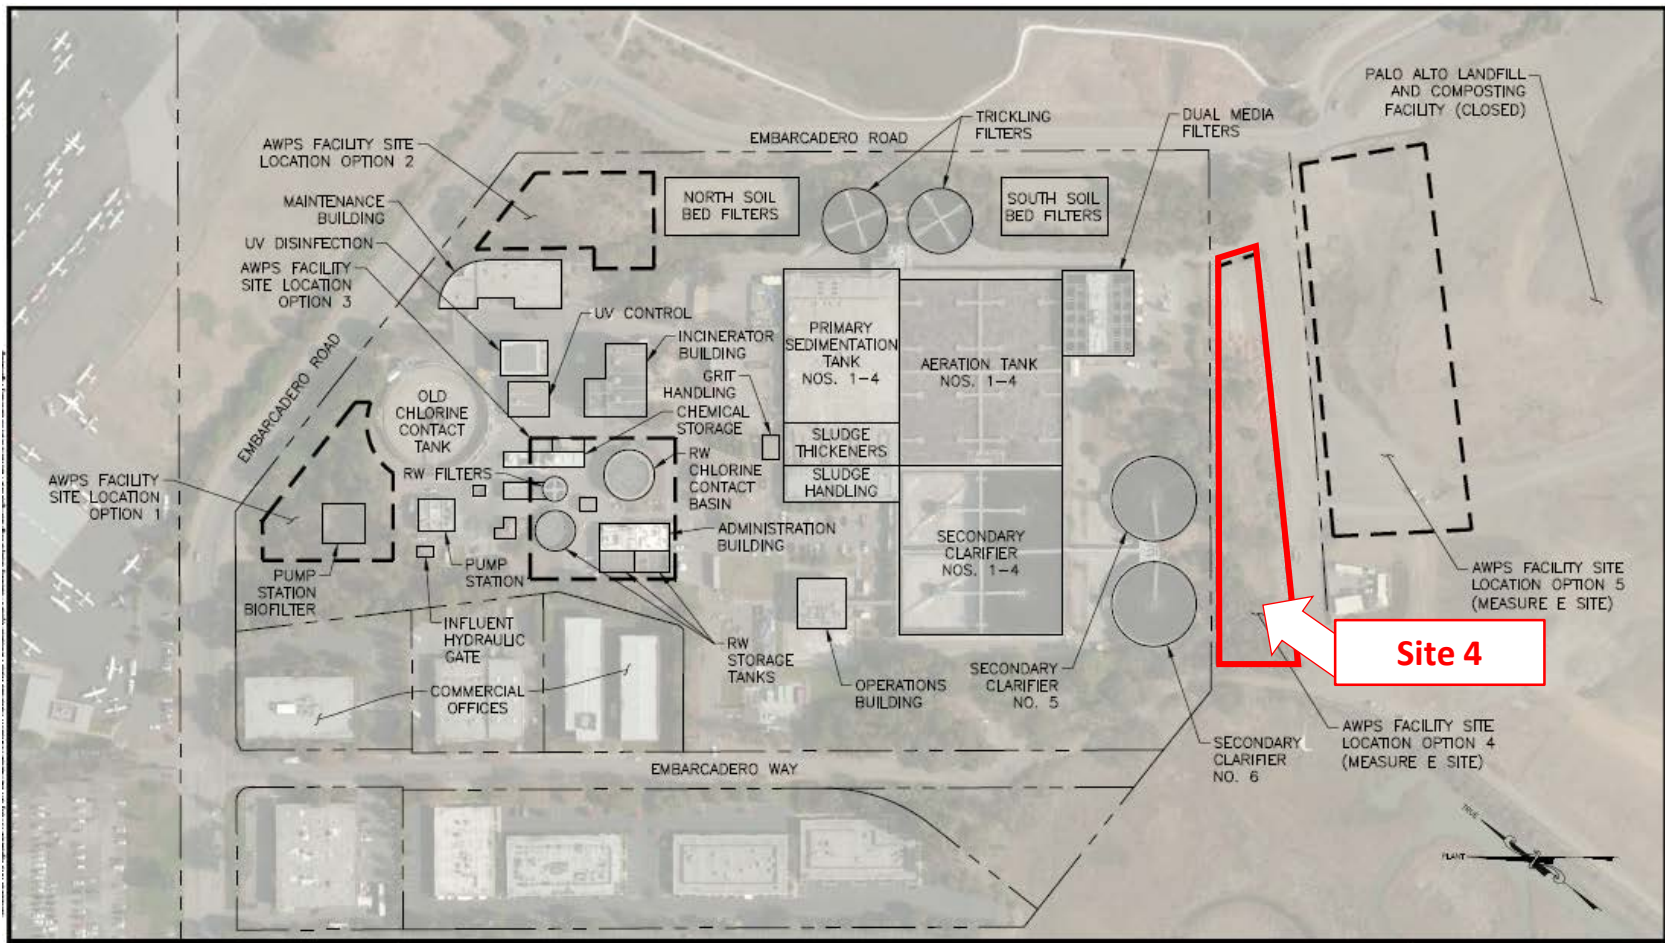 PALO ALTO LANDFILL
AND COMPOSTING
FACILITY (CLOSED)
TRICKLING
FILTERS
DUAL MEDIA
FILTERS
EMBARCADERO ROAD
AWPS FACILITY SITE
LOCATION OPTION 2
MAINTENANCE
BUILDING
NORTH SOIL
BED FILTERS
SOUTH SOIL
BED FILTERS
UV DISINFECTION
AWPS FACILITY
SITE LOCATION
OPTION 3
UV CONTROL
INCINERATOR
BUILDING
PRIMARY
SEDIMENTATION
TANK
NOS. 1-4
AERATION TANK
NOS. 1-4
GRIT
HANDLING
CHEMICAL
STORAGE
EMBARCADERO ROAD
OLD
CHLORINE
CONTACT
TANK
SLUDGE
THICKENERS
SLUDGE
HANDLING
RW FILTERS
RW
CHLORINE
CONTACT
BASIN
AWPS FACILITY
SITE LOCATION
OPTION 1
ADMINISTRATION
BUILDING
SECONDARY
CLARIFIER
NOS. 1-4
PUMP
STATION
BIOFILTER
PUMP
STATION
AWPS FACILITY SITE
LOCATION OPTION 5
(MEASURE E SITE)
INFLUENT
HYDRAULIC
GATE
RW
STORAGE
TANKS
Site 4
COMMERCIAL
OFFICES
OPERATIONS
BUILDING
SECONDARY
CLARIFIER
NO. 5
AWPS FACILITY SITE
LOCATION OPTION 4
(MEASURE E SITE)
SECONDARY
CLARIFIER
NO. 6
EMBARCADERO WAY
TRUE
PLANT